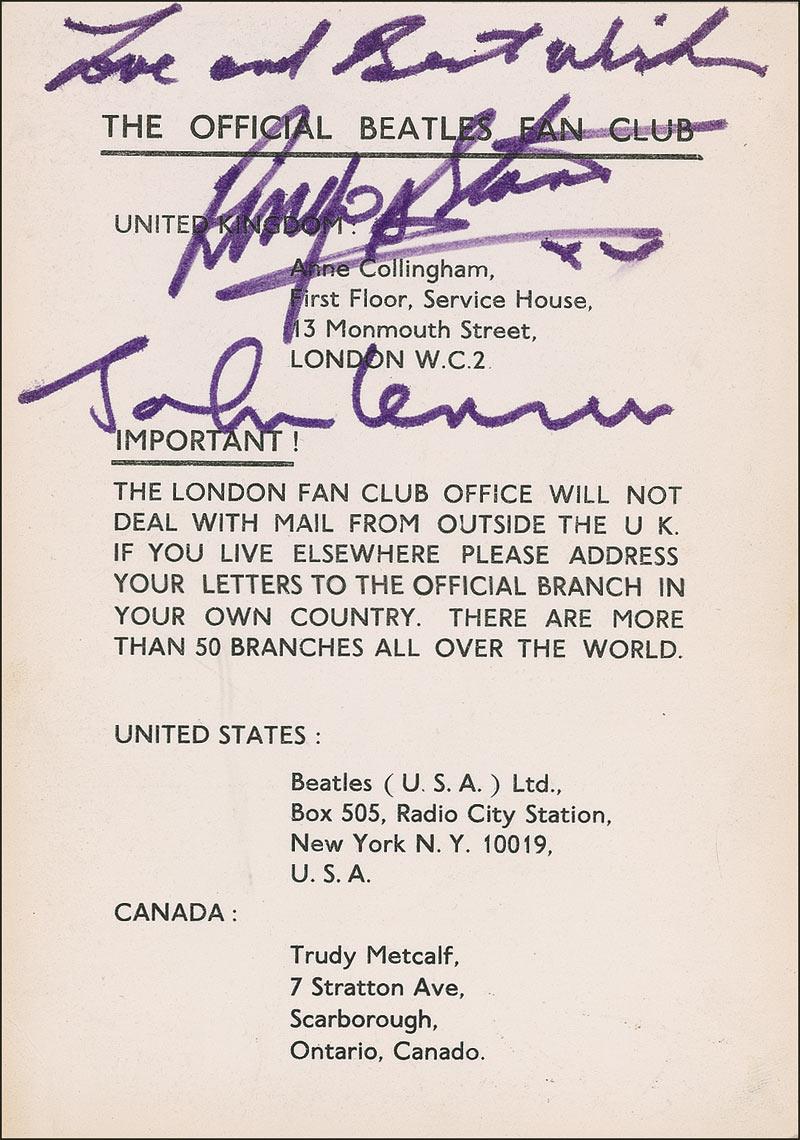 Love and Best Wish
THE OFFICIAL BEATLES FAN CLUB
Ringo Starr
UNITED KINGDOM :
xx
Anne Collingham,
First Floor, Service House,
13 Monmouth Street,
LONDON W.C.2.
John Lennon
IMPORTANT !
THE LONDON FAN CLUB OFFICE WILL NOT
DEAL WITH MAIL FROM OUTSIDE THE U K.
IF YOU LIVE ELSEWHERE PLEASE ADDRESS
YOUR LETTERS TO THE OFFICIAL BRANCH IN
YOUR OWN COUNTRY. THERE ARE MORE
THAN 50 BRANCHES ALL OVER THE WORLD.
UNITED STATES :
Beatles ( U. S. A. ) Ltd.,
Box 505, Radio City Station,
New York N. Y. 10019,
U. S. A.
CANADA :
Trudy Metcalf,
7 Stratton Ave,
Scarborough,
Ontario, Canado.